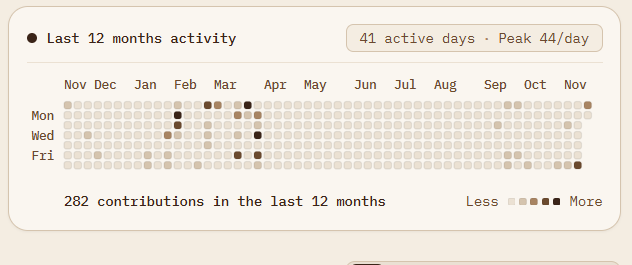 Last 12 months activity
41 active days · Peak 44/day
Nov Dec Jan Feb Mar Apr May Jun Jul Aug Sep Oct Nov
Mon
Wed
Fri
282 contributions in the last 12 months
Less More